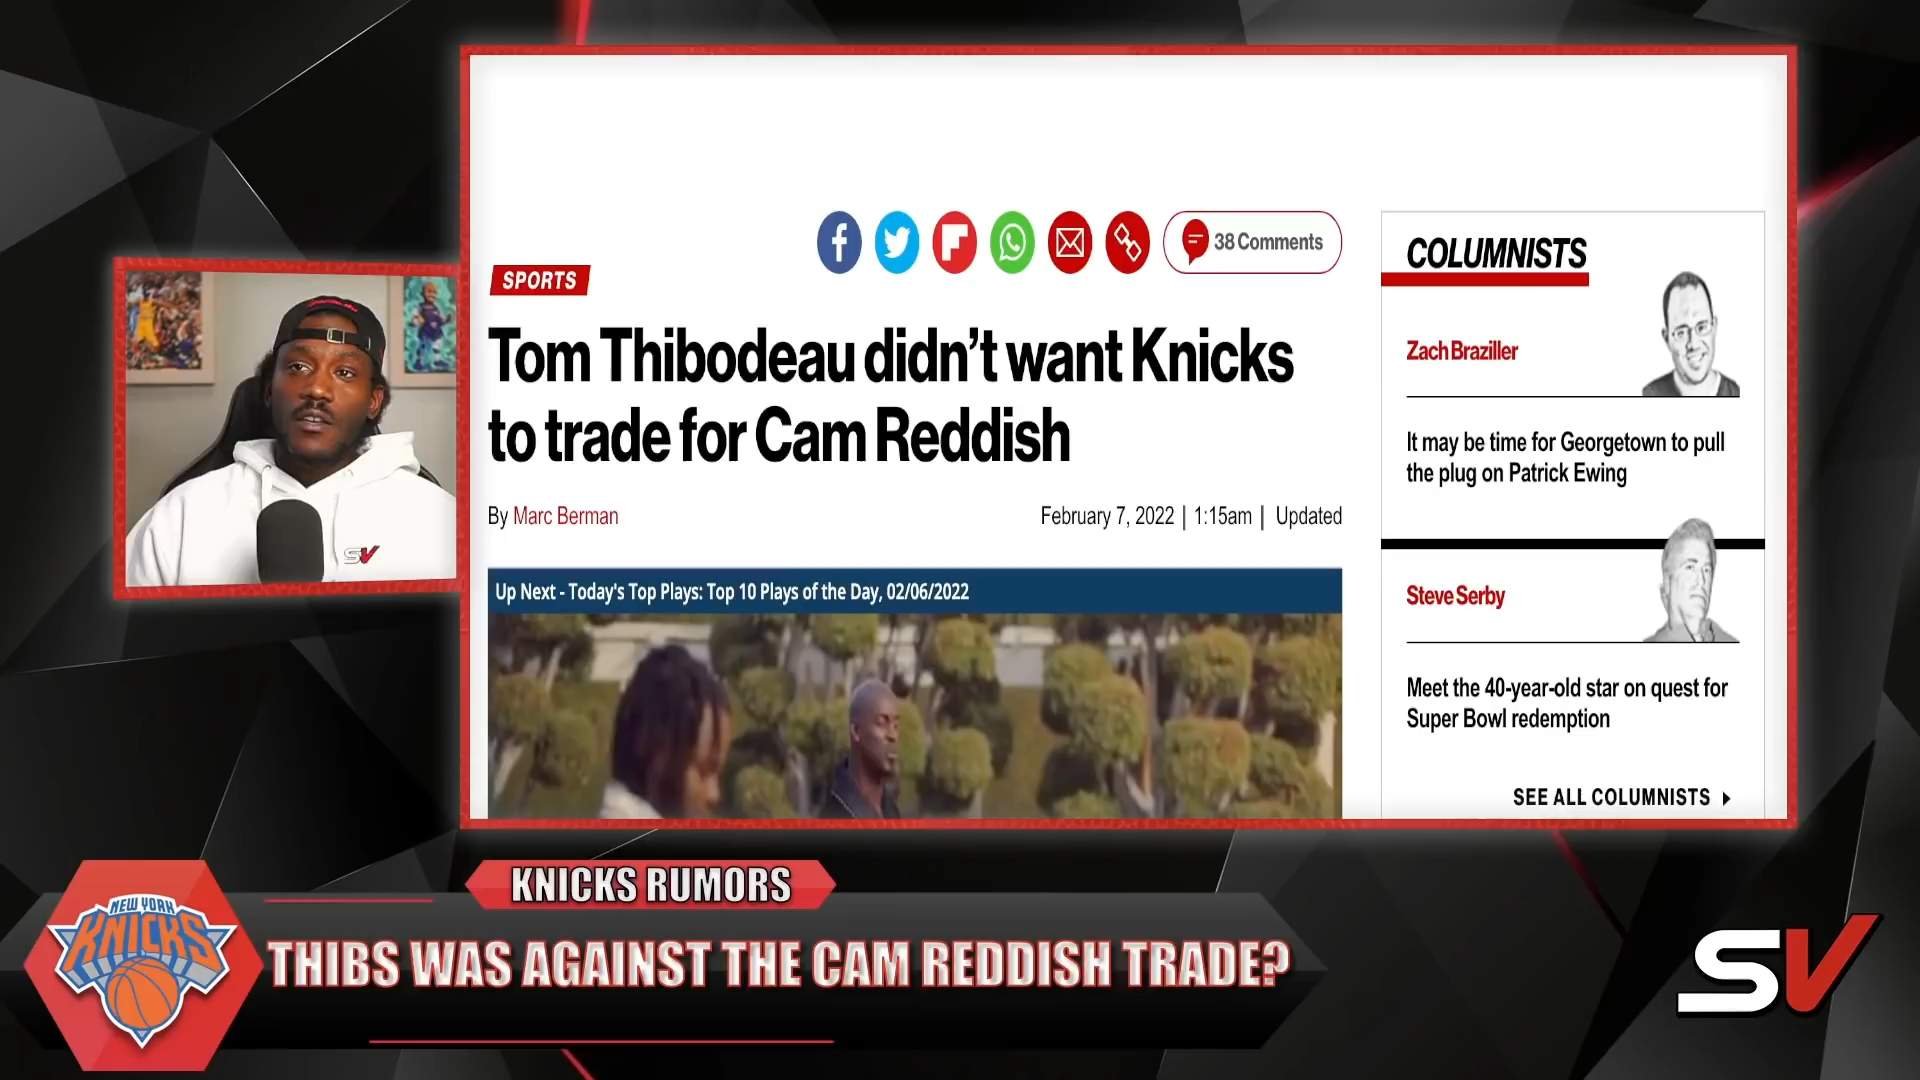 38 Comments
SPORTS
Tom Thibodeau didn't want Knicks
to trade for Cam Reddish
By Marc Berman
February 7, 2022 | 1:15am | Updated
Up Next - Today's Top Plays: Top 10 Plays of the Day, 02/06/2022
COLUMNISTS
Zach Braziller
It may be time for Georgetown to pull
the plug on Patrick Ewing
Steve Serby
Meet the 40-year-old star on quest for
Super Bowl redemption
SEE ALL COLUMNISTS
SV
KNICKS RUMORS
NEW YORK
KNICKS
THIBS WAS AGAINST THE CAM REDDISH TRADE?
SV